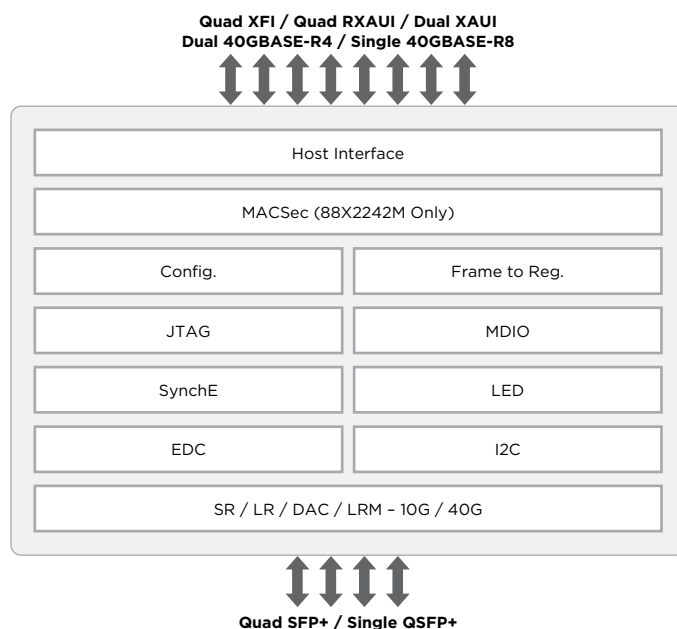 Quad XFI / Quad RXAUI / Dual XAUI
Dual 40GBASE-R4 / Single 40GBASE-R8
Host Interface
MACSec (88X2242M Only)
Config.
Frame to Reg.
JTAG
MDIO
SynchE
LED
EDC
I2C
SR / LR / DAC / LRM – 10G / 40G
Quad SFP+ / Single QSFP+